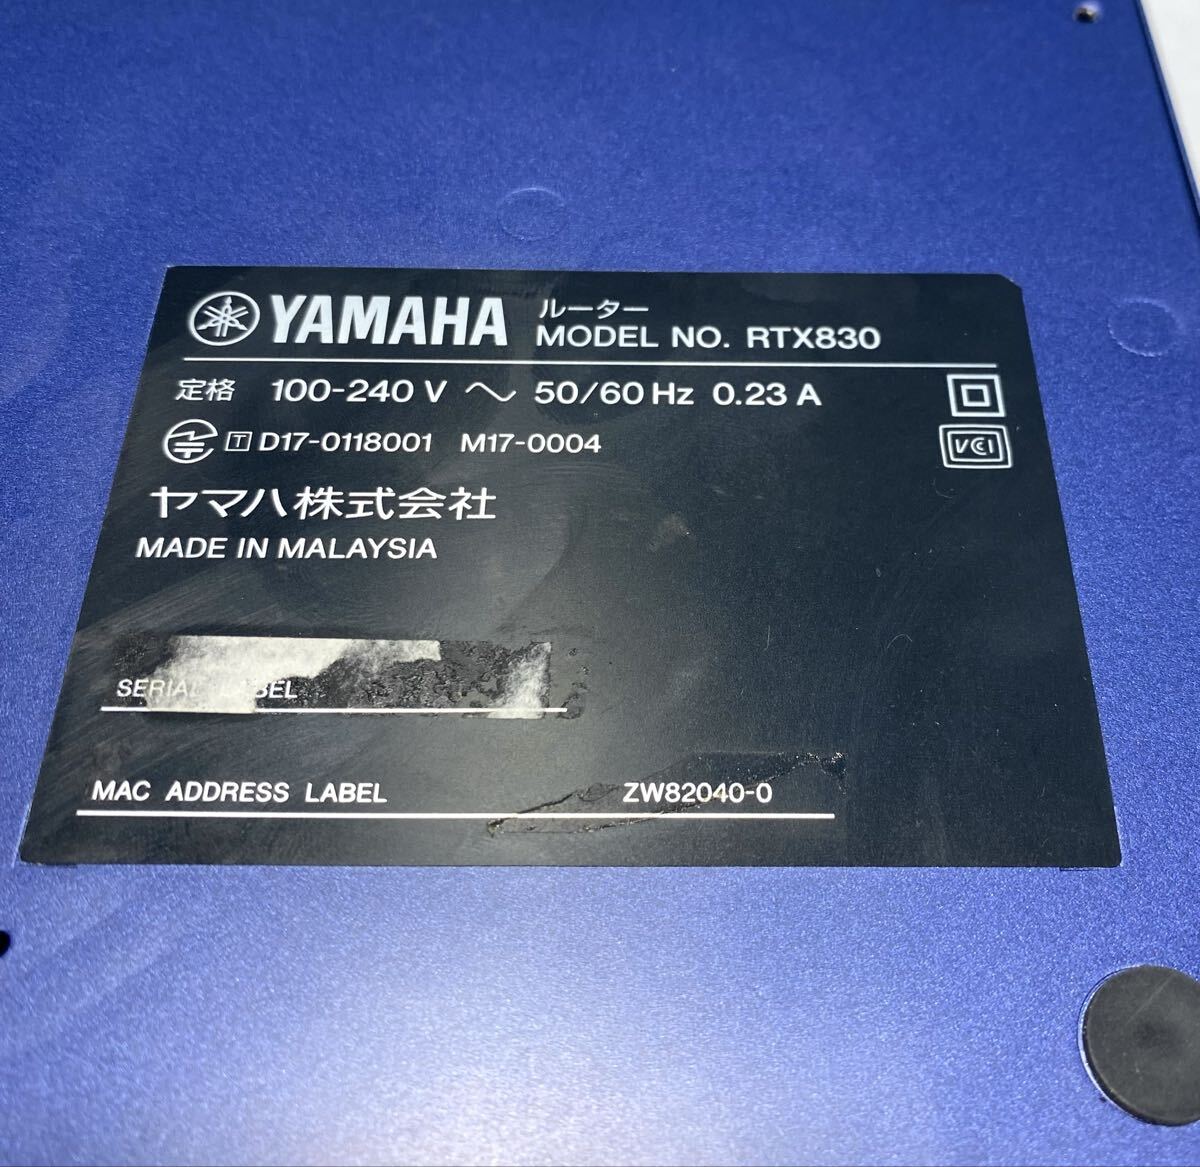 YAMAHA ルーター
MODEL NO. RTX830
定格 100-240 V 〜 50/60 Hz 0.23 A
T D17-0118001 M17-0004
VCI
ヤマハ株式会社
MADE IN MALAYSIA
SERIAL LABEL
MAC ADDRESS LABEL ZW82040-0